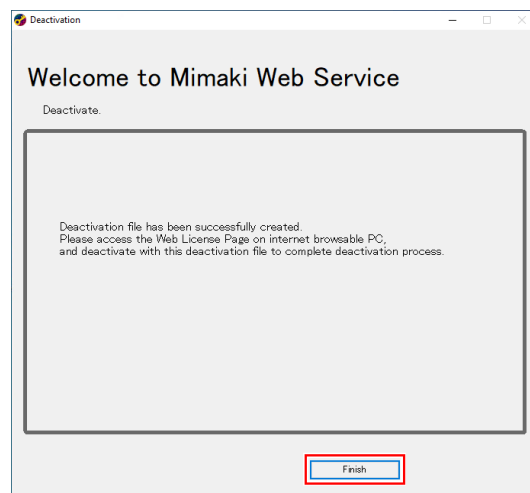 Deactivation
Welcome to Mimaki Web Service
Deactivate.
Deactivation file has been successfully created.
Please access the Web License Page on internet browsable PC,
and deactivate with this deactivation file to complete deactivation process.
Finish